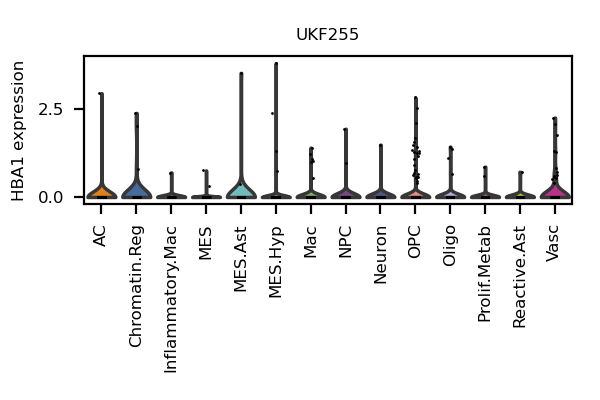 UKF255
HBA1 expression
2.5
0.0
AC
Chromatin.Reg
Inflammatory.Mac
MES
MES.Ast
MES.Hyp
Mac
NPC
Neuron
OPC
Oligo
Prolif.Metab
Reactive.Ast
Vasc